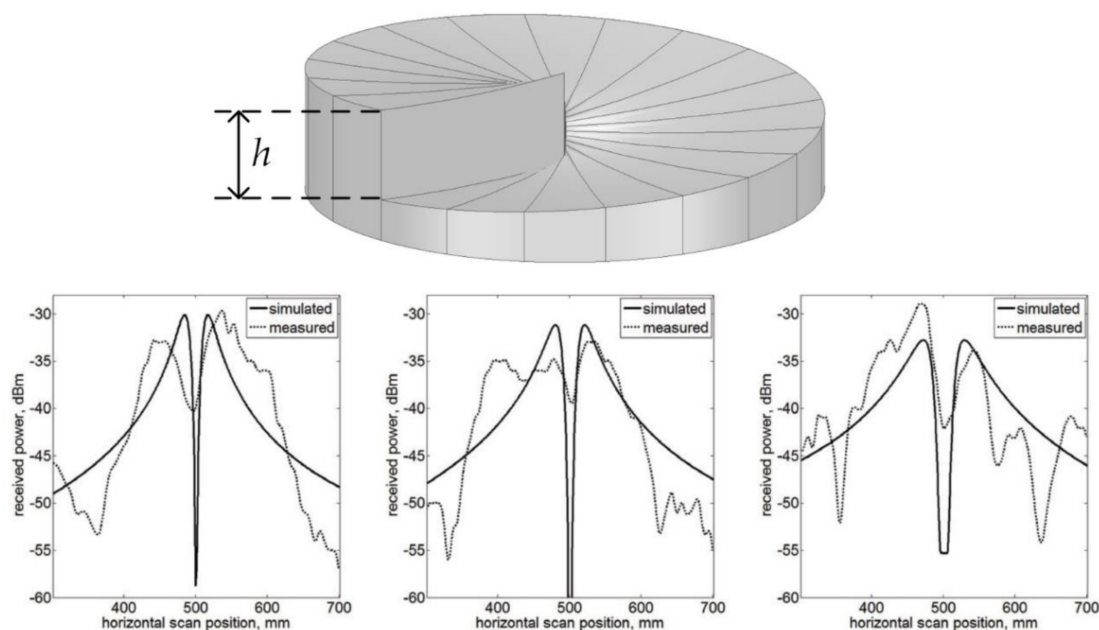 h
-30
-35
-40
-45
-50
-55
-60
received power, dBm
simulated
measured
400 500 600 700
horizontal scan position, mm
-30
-35
-40
-45
-50
-55
-60
received power, dBm
simulated
measured
400 500 600 700
horizontal scan position, mm
-30
-35
-40
-45
-50
-55
-60
received power, dBm
simulated
measured
400 500 600 700
horizontal scan position, mm